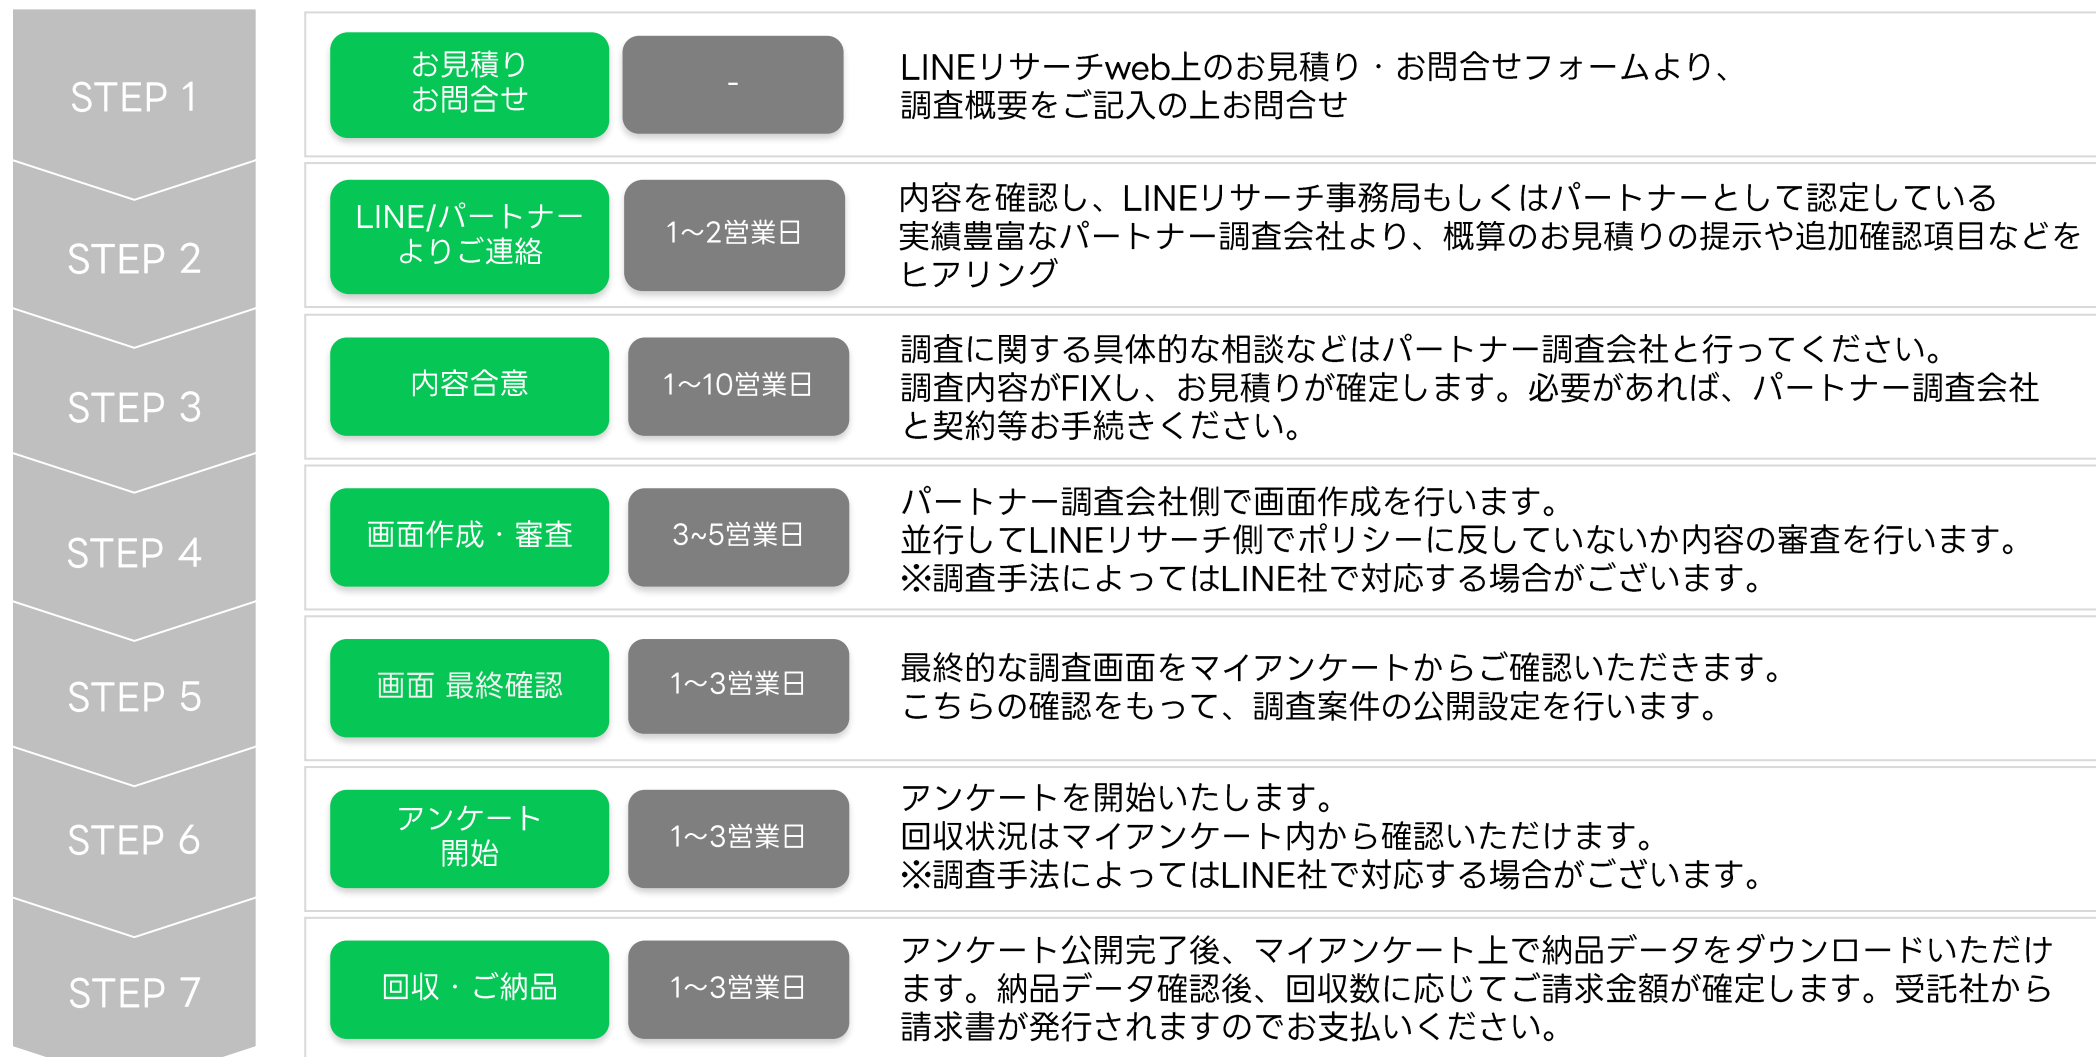 STEP 1
お見積り
お問合せ
-
LINEリサーチweb上のお見積り・お問合せフォームより、
調査概要をご記入の上お問合せ
STEP 2
LINE/パートナー
よりご連絡
1～2営業日
内容を確認し、LINEリサーチ事務局もしくはパートナーとして認定している
実績豊富なパートナー調査会社より、概算のお見積りの提示や追加確認項目などを
ヒアリング
STEP 3
内容合意
1～10営業日
調査に関する具体的な相談などはパートナー調査会社と行ってください。
調査内容がFIXし、お見積りが確定します。必要があれば、パートナー調査会社
と契約等お手続きください。
STEP 4
画面作成・審査
3~5営業日
パートナー調査会社側で画面作成を行います。
並行してLINEリサーチ側でポリシーに反していないか内容の審査を行います。
※調査手法によってはLINE社で対応する場合がございます。
STEP 5
画面 最終確認
1～3営業日
最終的な調査画面をマイアンケートからご確認いただきます。
こちらの確認をもって、調査案件の公開設定を行います。
STEP 6
アンケート
開始
1～3営業日
アンケートを開始いたします。
回収状況はマイアンケート内から確認いただけます。
※調査手法によってはLINE社で対応する場合がございます。
STEP 7
回収・ご納品
1～3営業日
アンケート公開完了後、マイアンケート上で納品データをダウンロードいただけ
ます。納品データ確認後、回収数に応じてご請求金額が確定します。受託社から
請求書が発行されますのでお支払いください。